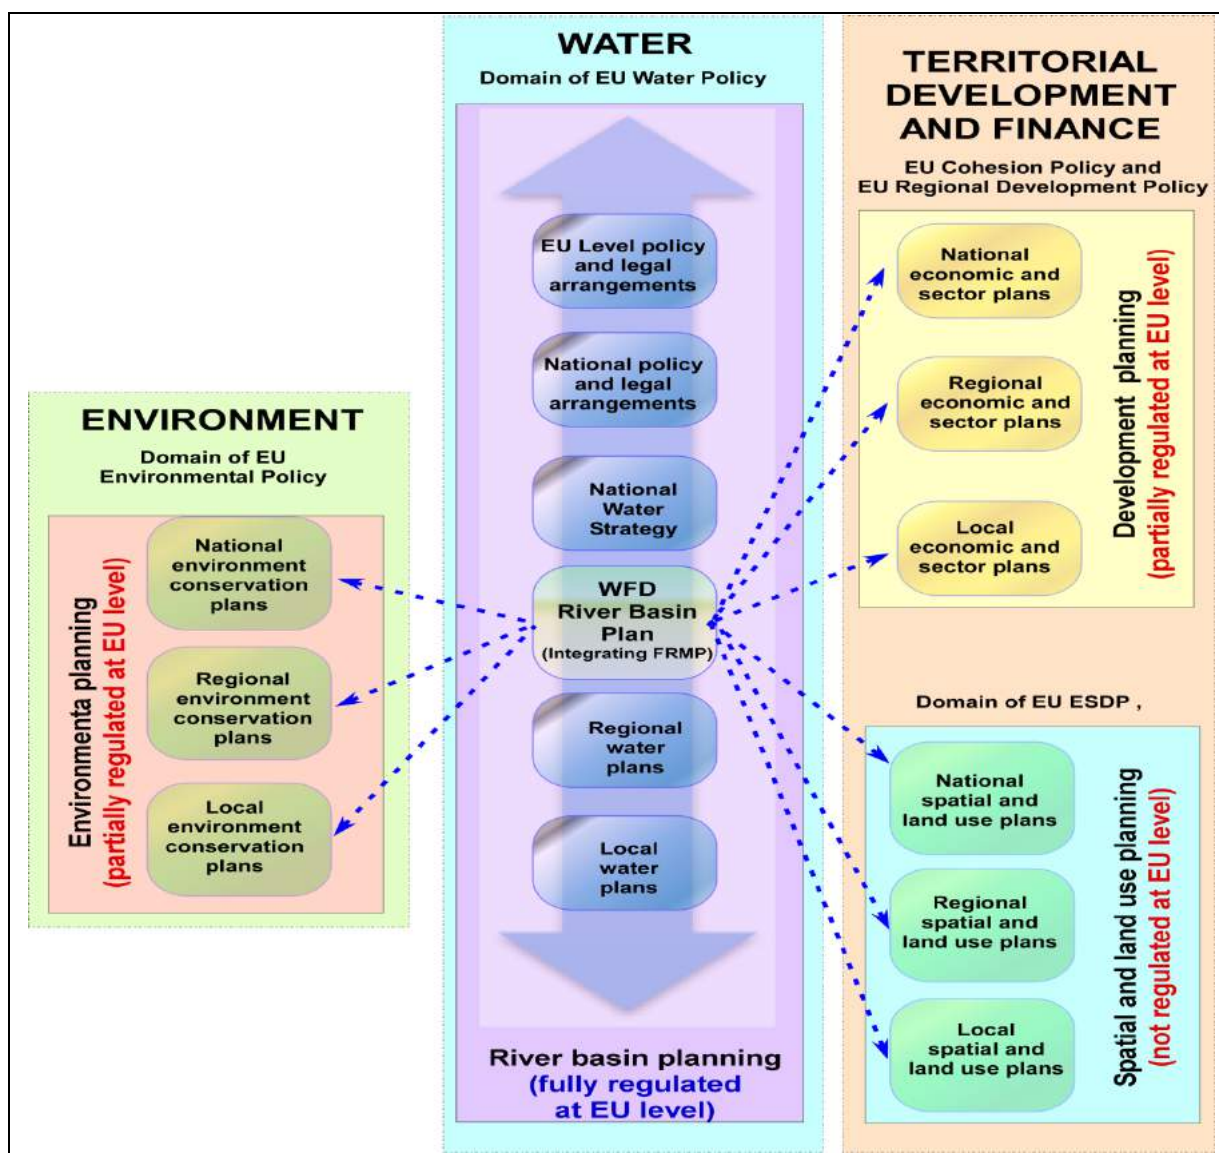 WATER
Domain of EU Water Policy
EU Level policy
and legal
arrangements
National policy
and legal
arrangements
National
Water
Strategy
WFD
River Basin
Plan
(Integrating FRMP)
Regional
water
plans
Local
water
plans
River basin planning
(fully regulated
at EU level)
ENVIRONMENT
Domain of EU
Environmental Policy
Environmenta planning
(partially regulated at EU level)
National
environment
conservation
plans
Regional
environment
conservation
plans
Local
environment
conservation
plans
TERRITORIAL
DEVELOPMENT
AND FINANCE
EU Cohesion Policy and
EU Regional Development Policy
National
economic and
sector plans
Regional
economic and
sector plans
Local
economic and
sector plans
Development planning
(partially regulated at EU level)
Domain of EU ESDP ,
National
spatial and
land use plans
Regional
spatial and
land use plans
Local
spatial and
land use plans
Spatial and land use planning
(not regulated at EU level)